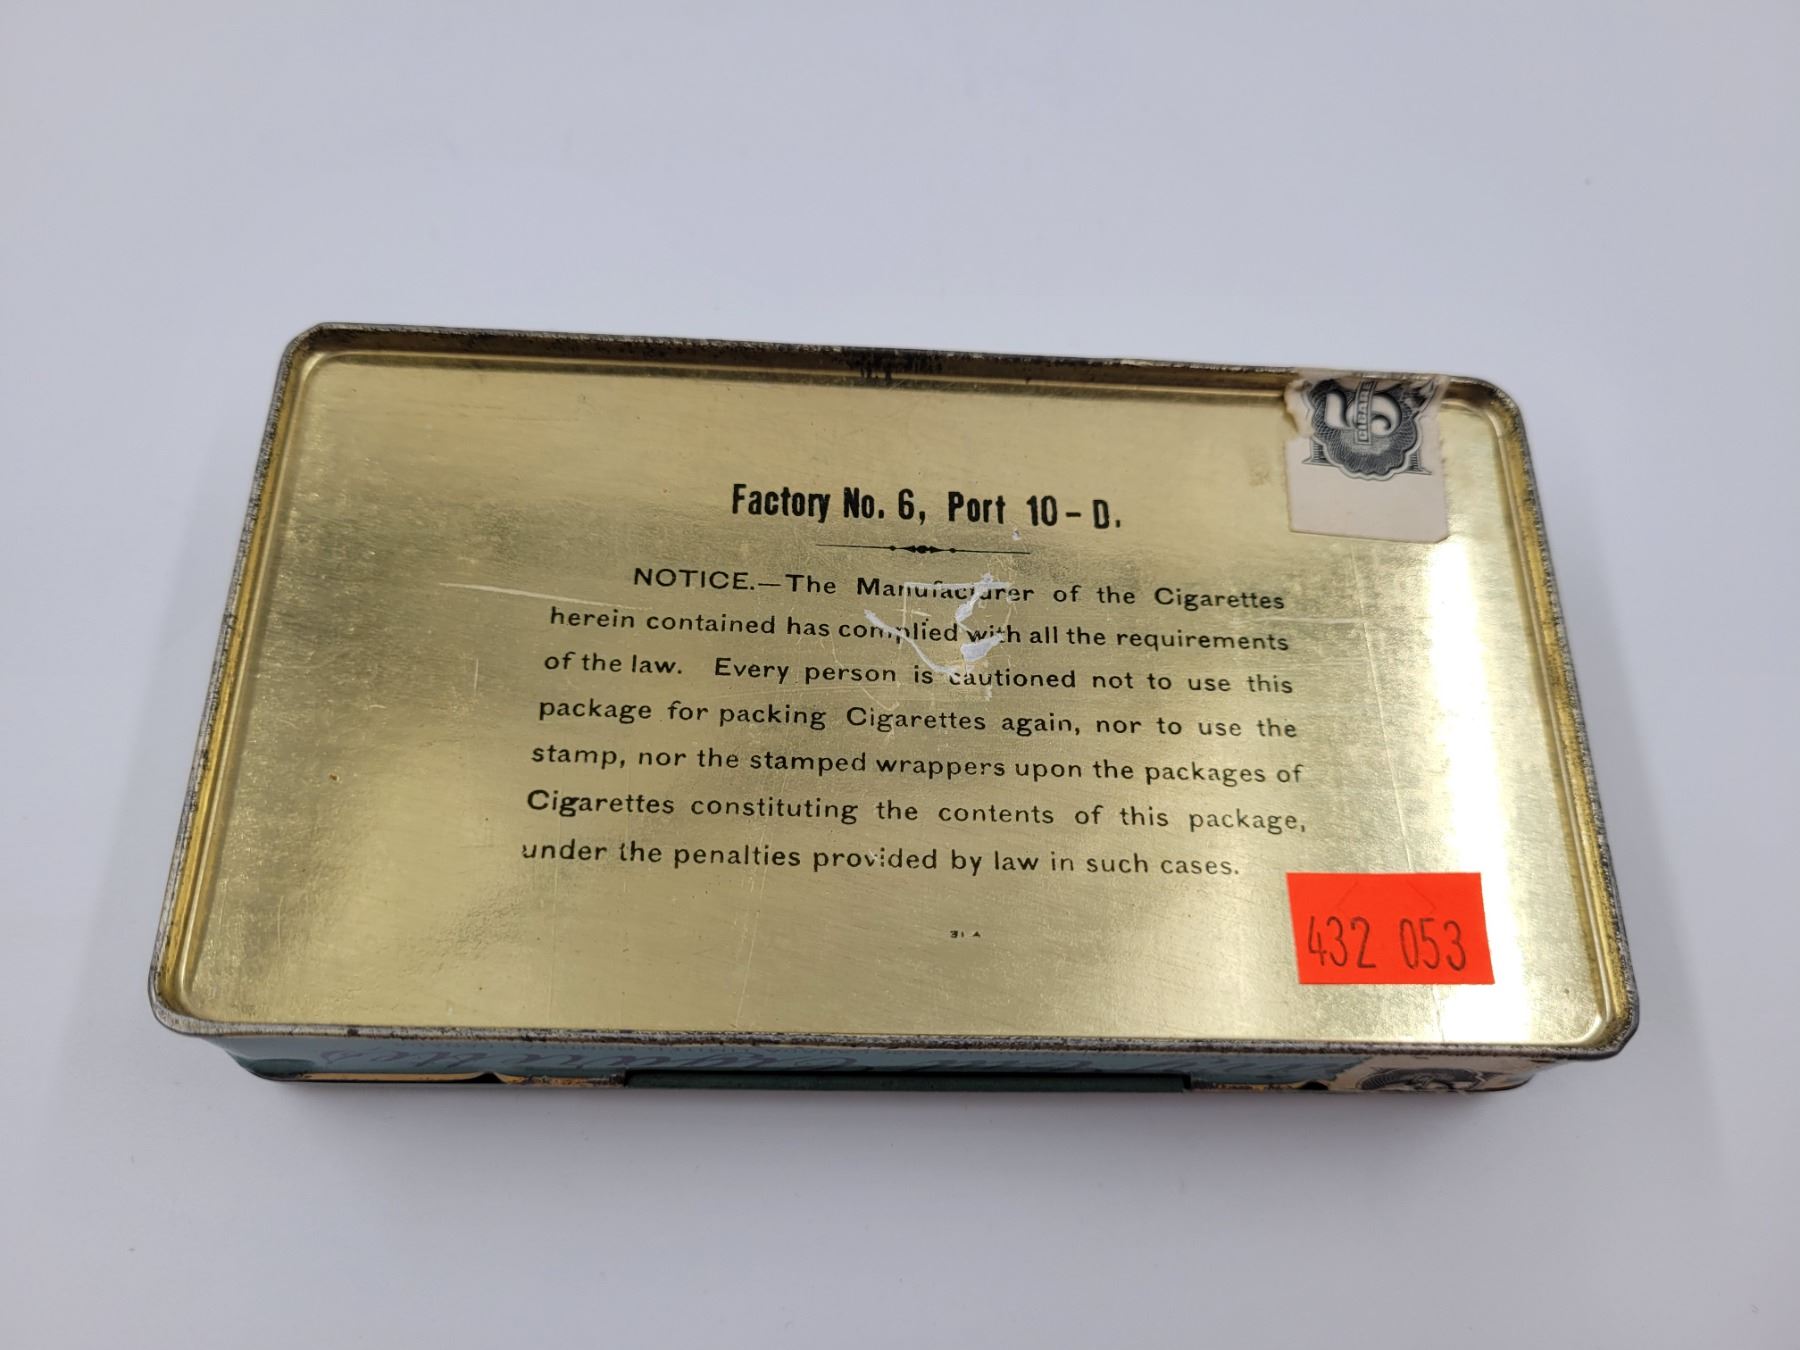 5
Factory No. 6, Port 10 - D.
NOTICE.—The Manufacturer of the Cigarettes
herein contained has complied with all the requirements
of the law. Every person is cautioned not to use this
package for packing Cigarettes again, nor to use the
stamp, nor the stamped wrappers upon the packages of
Cigarettes constituting the contents of this package,
under the penalties provided by law in such cases.
31 A
432 053